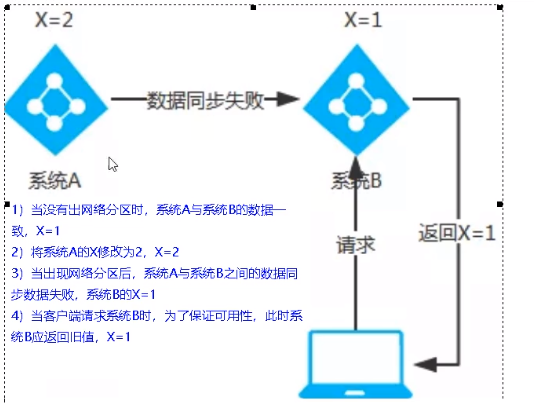 X=2
X=1
数据同步失败
系统A
系统B
1）当没有出网络分区时，系统A与系统B的数据一
致，X=1
2）将系统A的X修改为2，X=2
3）当出现网络分区后，系统A与系统B之间的数据同
步数据失败，系统B的X=1
4）当客户端请求系统B时，为了保证可用性，此时系
统B应返回旧值，X=1
请求
返回X=1